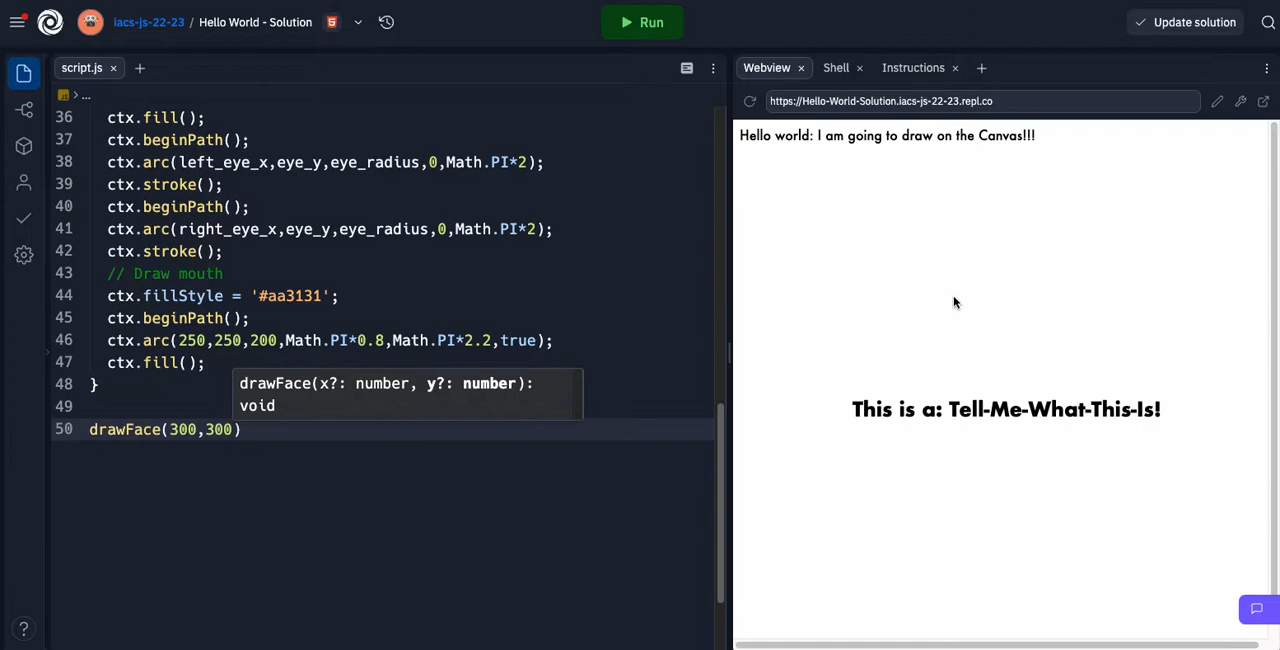 iacs-js-22-23 / Hello World - Solution
Run
Update solution
script.js × +
Webview × Shell × Instructions × +
> ...
https://Hello-World-Solution.iacs-js-22-23.repl.co
36 ctx.fill();
37 ctx.beginPath();
38 ctx.arc(left_eye_x,eye_y,eye_radius,0,Math.PI*2);
39 ctx.stroke();
40 ctx.beginPath();
41 ctx.arc(right_eye_x,eye_y,eye_radius,0,Math.PI*2);
42 ctx.stroke();
43 // Draw mouth
44 ctx.fillStyle = '#aa3131';
45 ctx.beginPath();
46 ctx.arc(250,250,200,Math.PI*0.8,Math.PI*2.2,true);
47 ctx.fill();
48 }
drawFace(x?: number, y?: number):
void
49
50 drawFace(300,300)
Hello world: I am going to draw on the Canvas!!!
This is a: Tell-Me-What-This-Is!
?